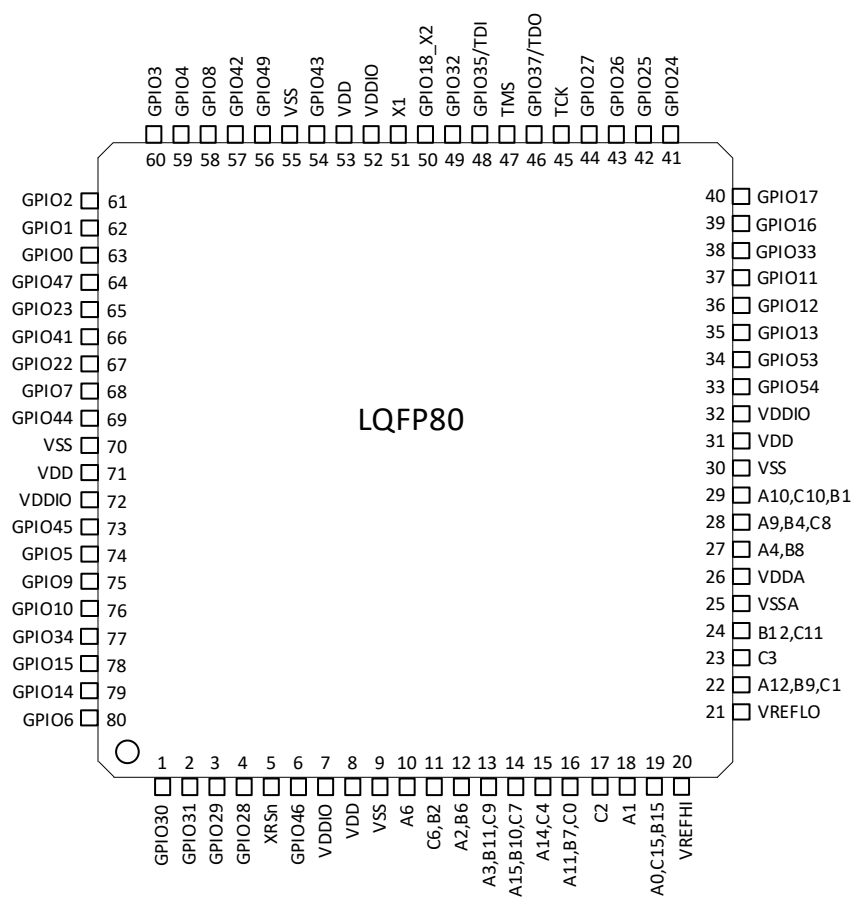 GPIO3
GPIO4
GPIO8
GPIO42
GPIO49
VSS
GPIO43
VDD
VDDIO
X1
GPIO18_X2
GPIO32
GPIO35/TDI
TMS
GPIO37/TDO
TCK
GPIO27
GPIO26
GPIO25
GPIO24
60 59 58 57 56 55 54 53 52 51 50 49 48 47 46 45 44 43 42 41
GPIO2 61
GPIO1 62
GPIO0 63
GPIO47 64
GPIO23 65
GPIO41 66
GPIO22 67
GPIO7 68
GPIO44 69
VSS 70
VDD 71
VDDIO 72
GPIO45 73
GPIO5 74
GPIO9 75
GPIO10 76
GPIO34 77
GPIO15 78
GPIO14 79
GPIO6 80
LQFP80
40 GPIO17
39 GPIO16
38 GPIO33
37 GPIO11
36 GPIO12
35 GPIO13
34 GPIO53
33 GPIO54
32 VDDIO
31 VDD
30 VSS
29 A10,C10,B1
28 A9,B4,C8
27 A4,B8
26 VDDA
25 VSSA
24 B12,C11
23 C3
22 A12,B9,C1
21 VREFLO
1 2 3 4 5 6 7 8 9 10 11 12 13 14 15 16 17 18 19 20
GPIO30
GPIO31
GPIO29
GPIO28
XRSn
GPIO46
VDDIO
VDD
VSS
A6
C6,B2
A2,B6
A3,B11,C9
A15,B10,C7
A14,C4
A11,B7,C0
C2
A1
A0,C15,B15
VREFHI